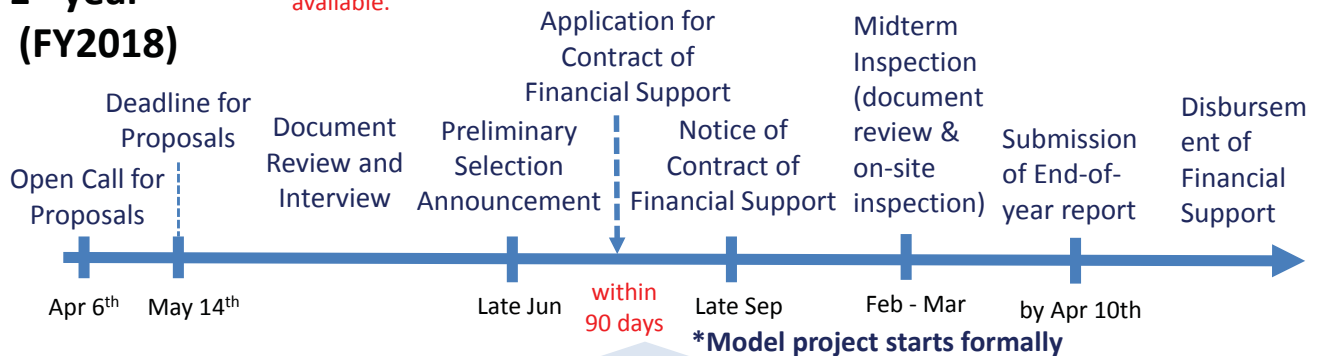 year
available.
(FY2018)
Open Call for
Proposals
Deadline for
Proposals
Document
Review and
Interview
Preliminary
Selection
Announcement
Application for
Contract of
Financial Support
Notice of
Contract of
Financial Support
Midterm
Inspection
(document
review &
on-site
inspection)
Submission
of End-of-
year report
Disbursem
ent of
Financial
Support
Apr 6th
May 14th
Late Jun
within
90 days
Late Sep
Feb - Mar
by Apr 10th
*Model project starts formally